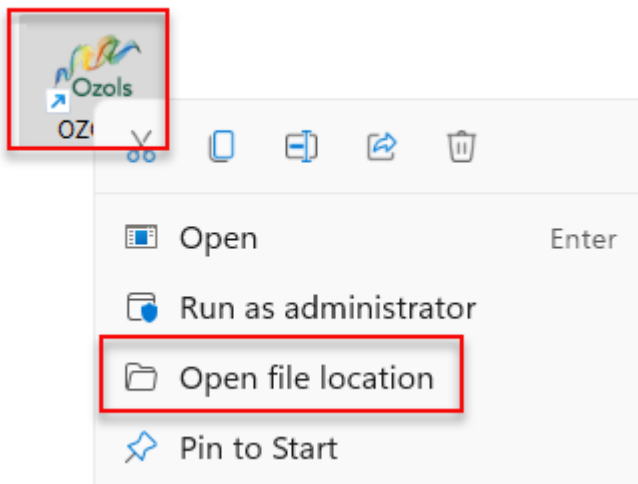 Ozols
OZ
Open Enter
Run as administrator
Open file location
Pin to Start